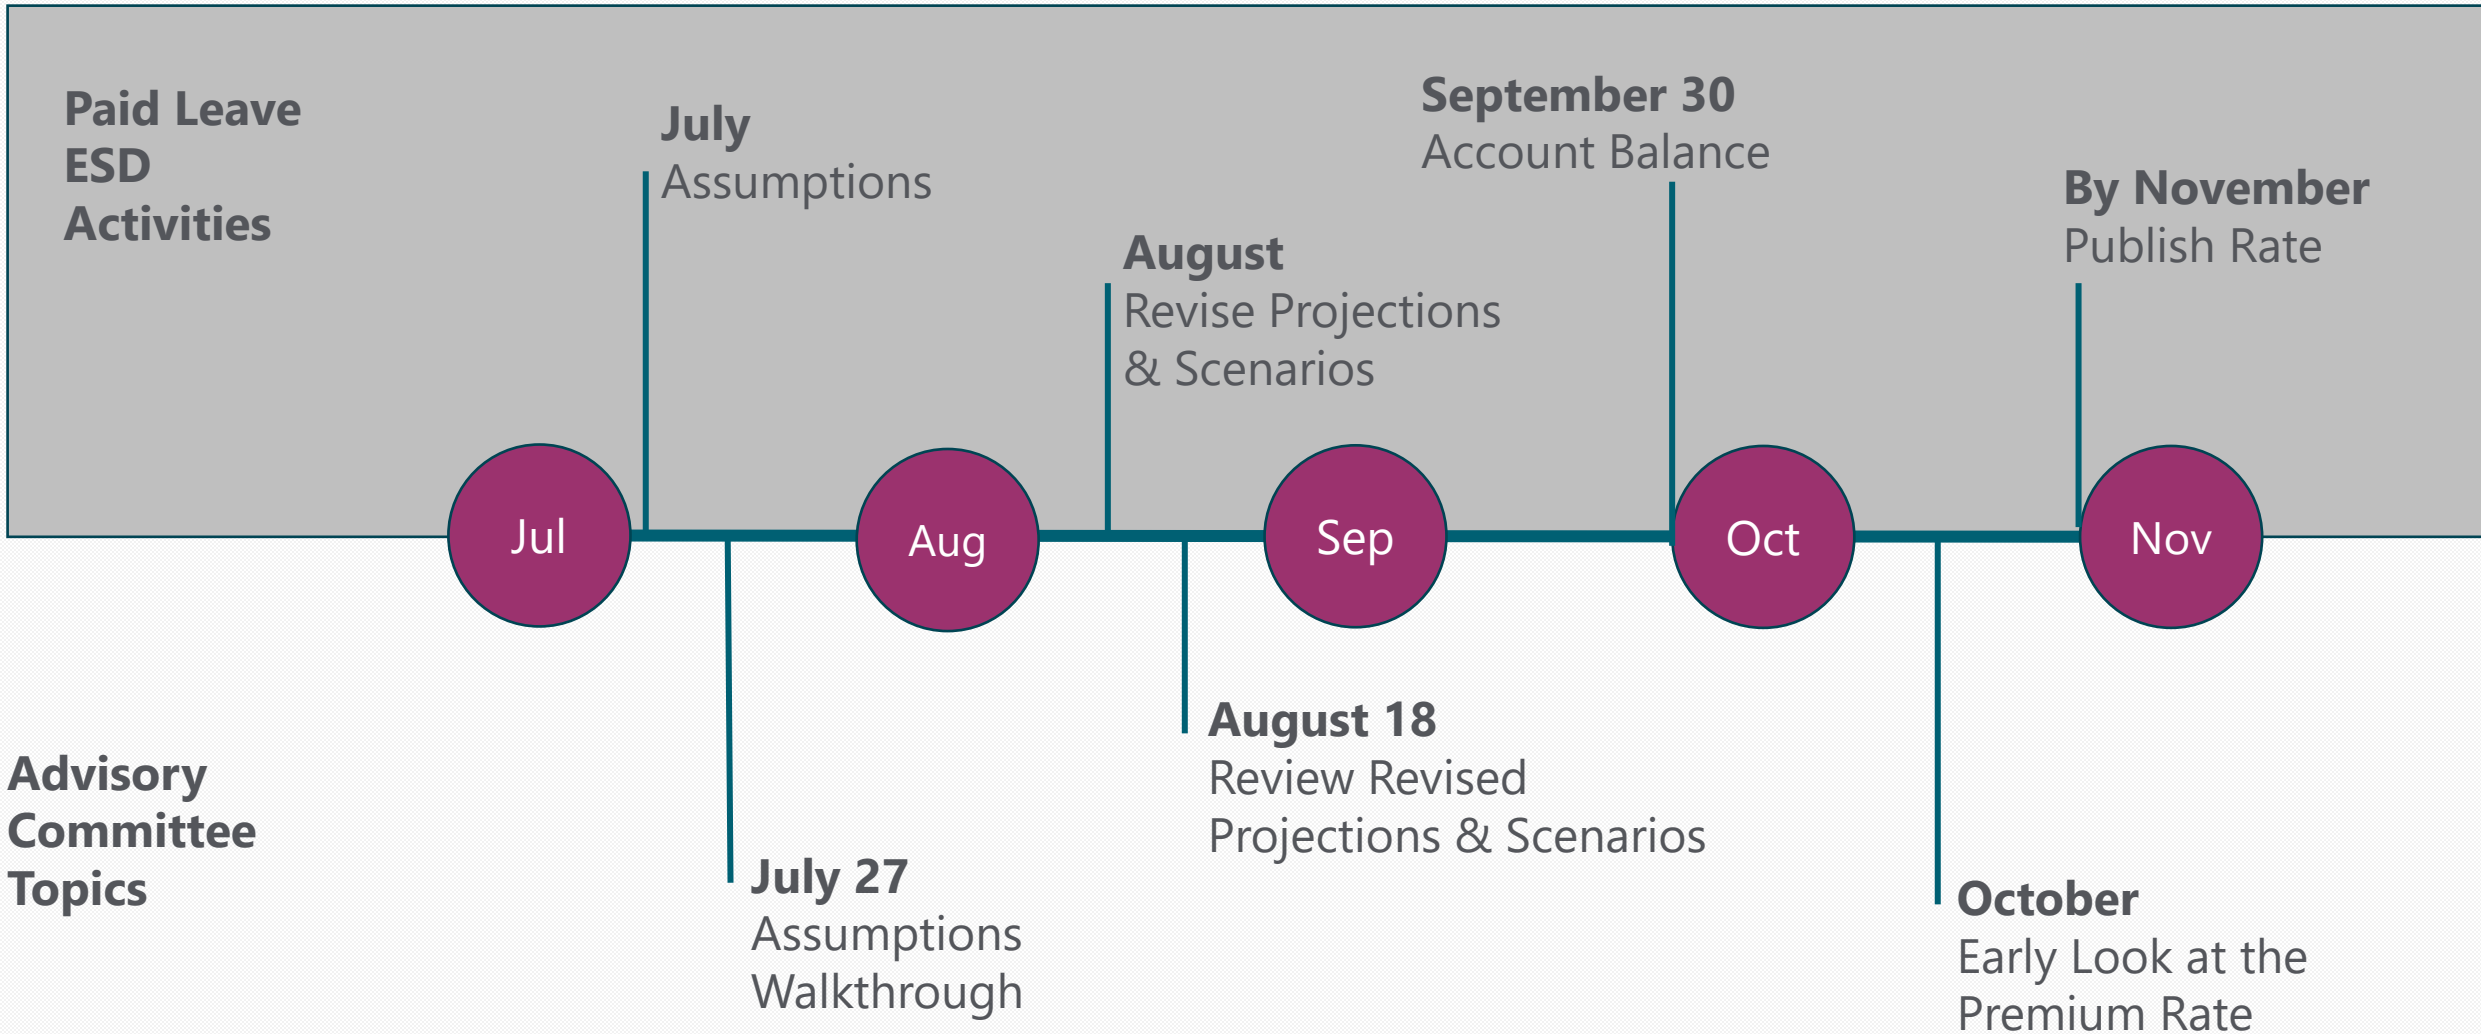 Paid Leave
ESD
Activities
July
Assumptions
August
Revise Projections
& Scenarios
September 30
Account Balance
By November
Publish Rate
Jul
Aug
Sep
Oct
Nov
Advisory
Committee
Topics
July 27
Assumptions
Walkthrough
August 18
Review Revised
Projections & Scenarios
October
Early Look at the
Premium Rate